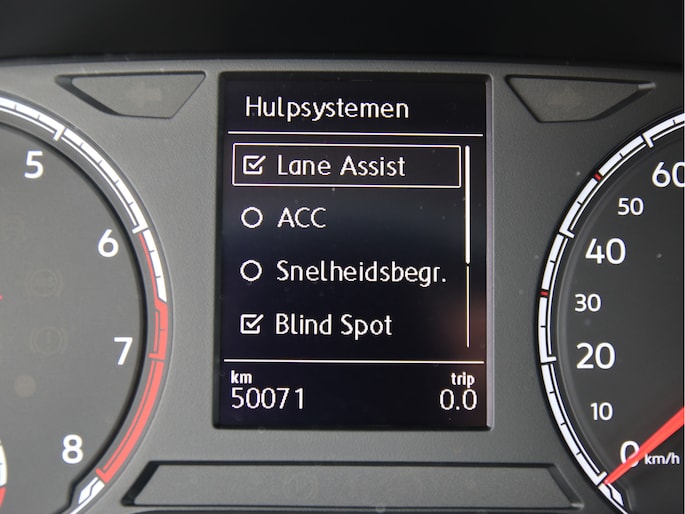 Hulpsystemen
Lane Assist
ACC
Snelheidsbegr.
Blind Spot
km trip
50071 0.0
5
6
7
8
60
50
40
30
20
10
0 km/h